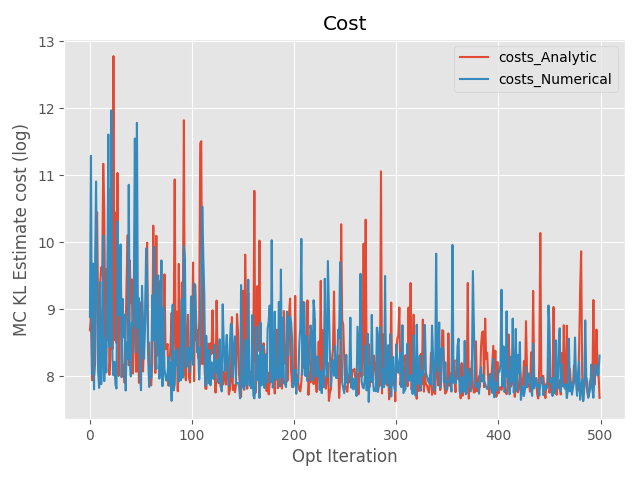 Cost
costs_Analytic
costs_Numerical
MC KL Estimate cost (log)
13
12
11
10
9
8
0 100 200 300 400 500
Opt Iteration